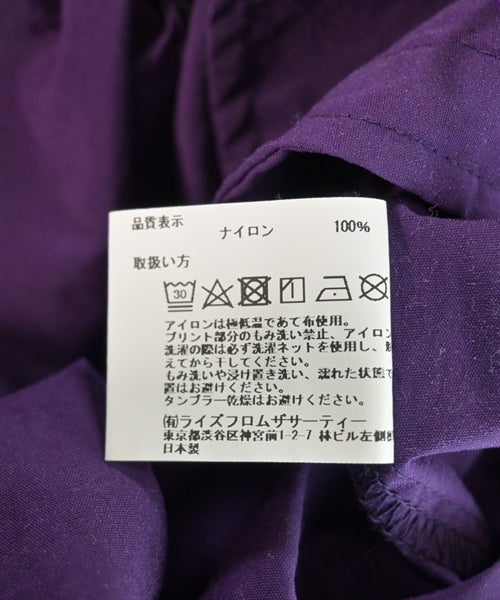 品質表示
ナイロン 100%
取扱い方
30
アイロンは極低温であて布使用。
プリント部分のもみ洗い禁止、アイロン
洗濯の際は必ず洗濯ネットを使用し、
えてから干してください。
もみ洗いや浸け置き洗い、濡れた状態で
置はお避けください。
タンブラー乾燥はお避けください。
(有)ライズフロムザサーティー
東京都渋谷区神宮前1-2-7 林ビル左側
日本製